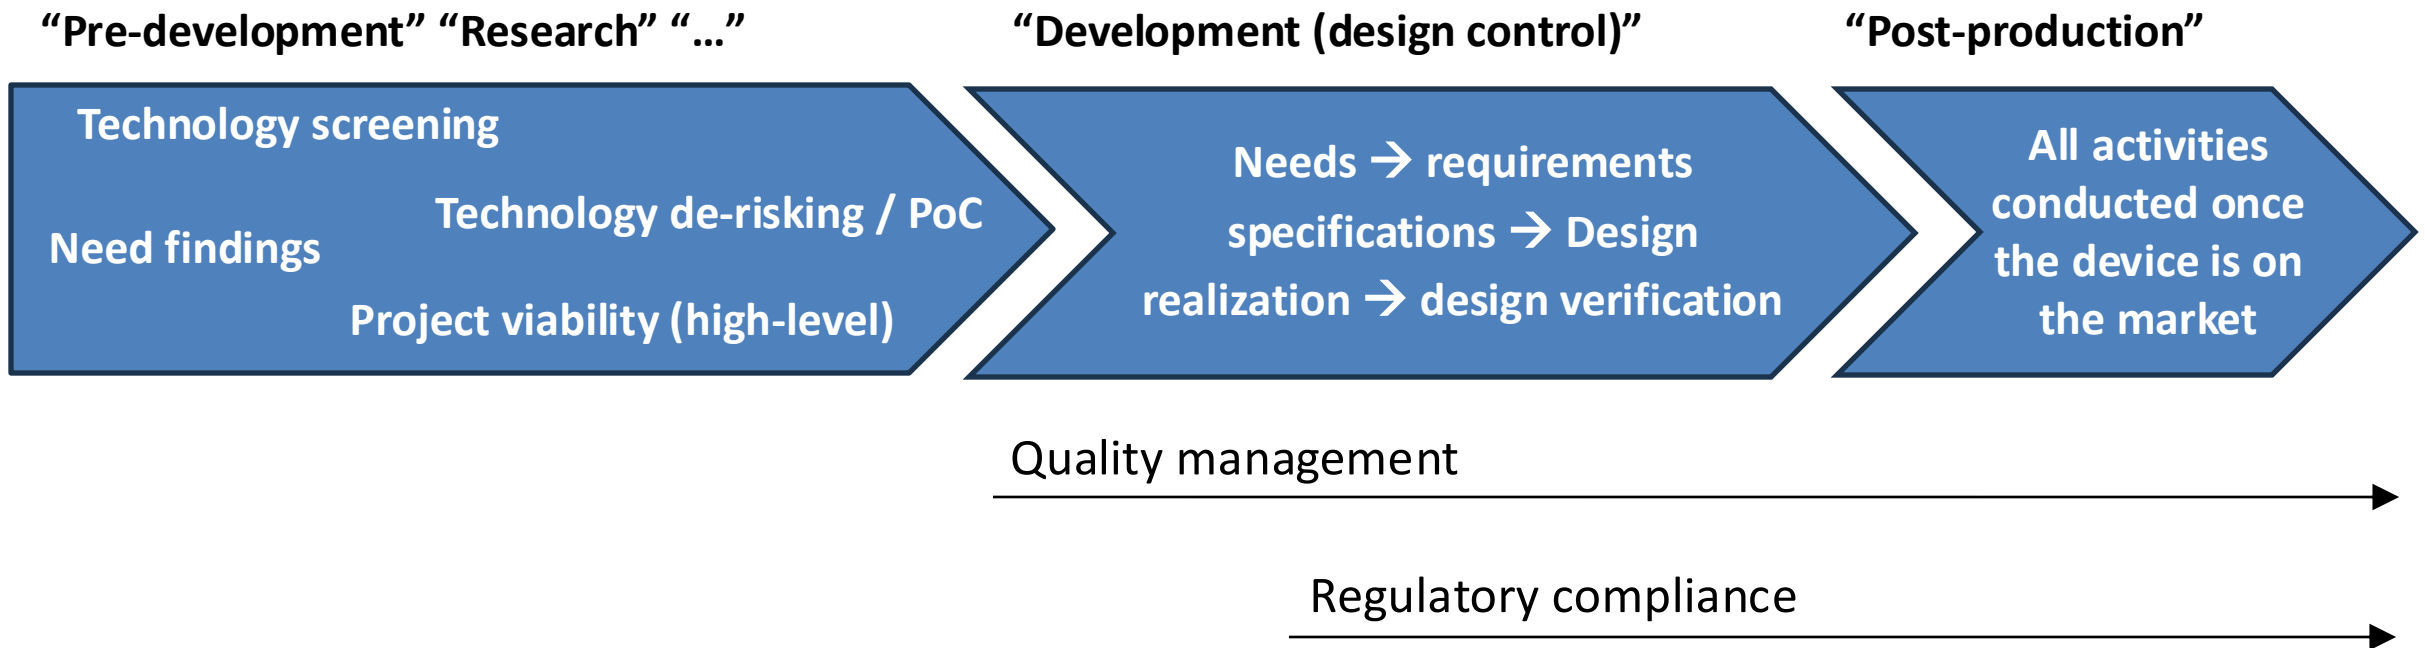 “Pre-development” “Research” “...”
“Development (design control)”
“Post-production”
Technology screening
Technology de-risking / PoC
Need findings
Project viability (high-level)
Needs → requirements
specifications → Design
realization → design verification
All activities
conducted once
the device is on
the market
Quality management
Regulatory compliance